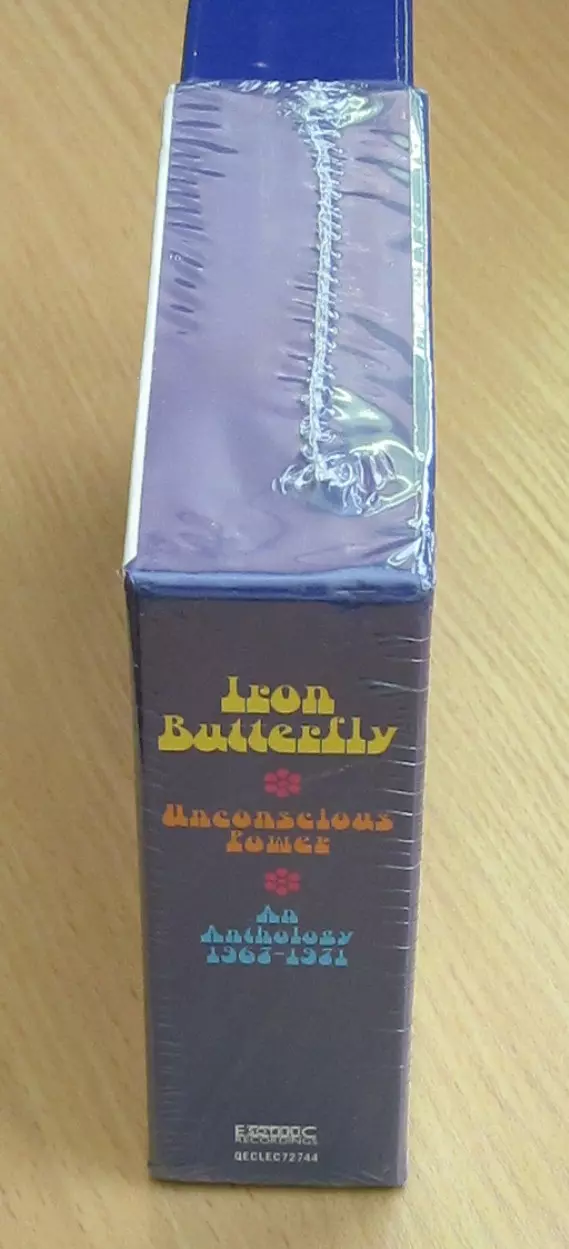 Iron
Butterfly
Unconscious
Power
An
Anthology
1967-1971
ESOTERIC
RECORDINGS
QECLEC72744